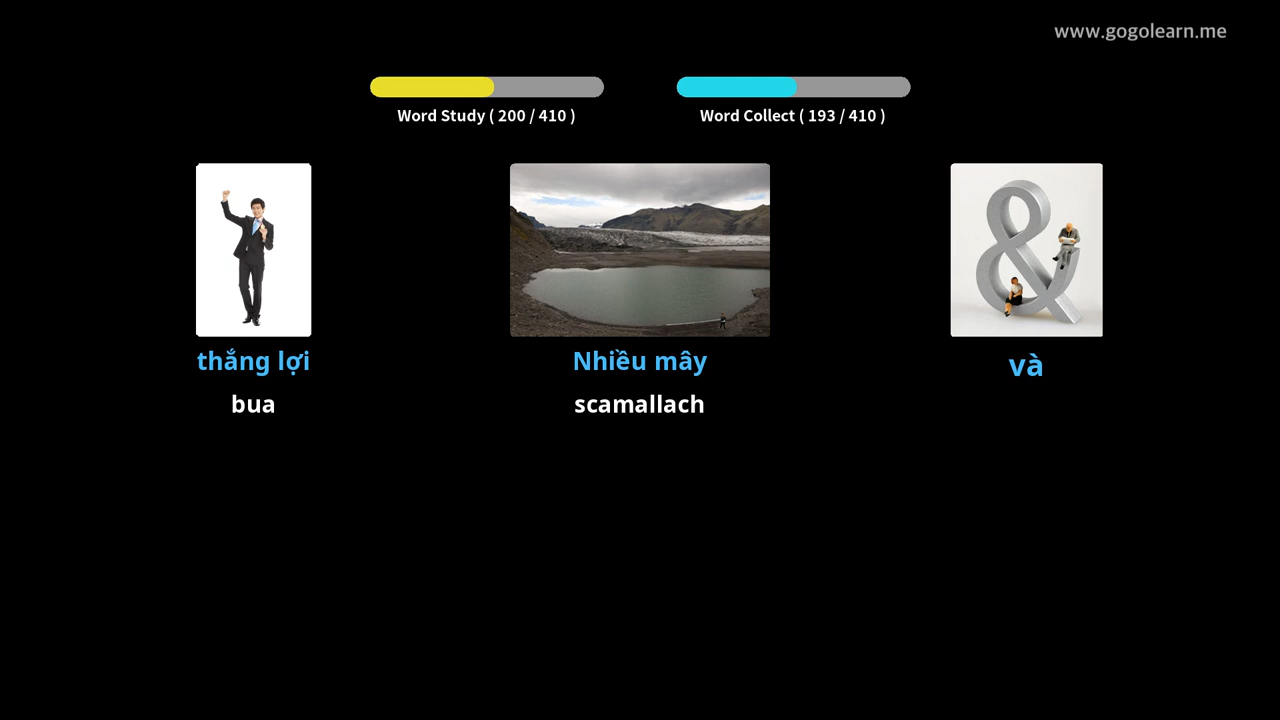 www.gogolearn.me
Word Study ( 200 / 410 )
Word Collect ( 193 / 410 )
thắng lợi
Nhiều mây
và
bua
scamallach
&